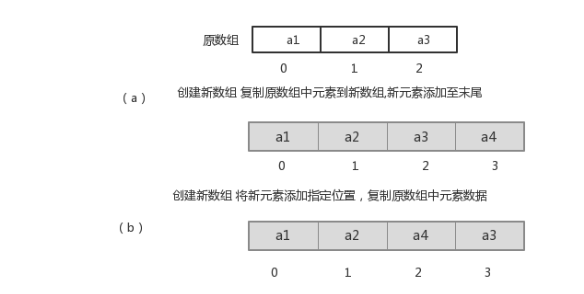 原数组 a1 a2 a3
0 1 2
(a) 创建新数组 复制原数组中元素到新数组,新元素添加至末尾
a1 a2 a3 a4
0 1 2 3
创建新数组 将新元素添加指定位置，复制原数组中元素数据
(b)
a1 a2 a4 a3
0 1 2 3